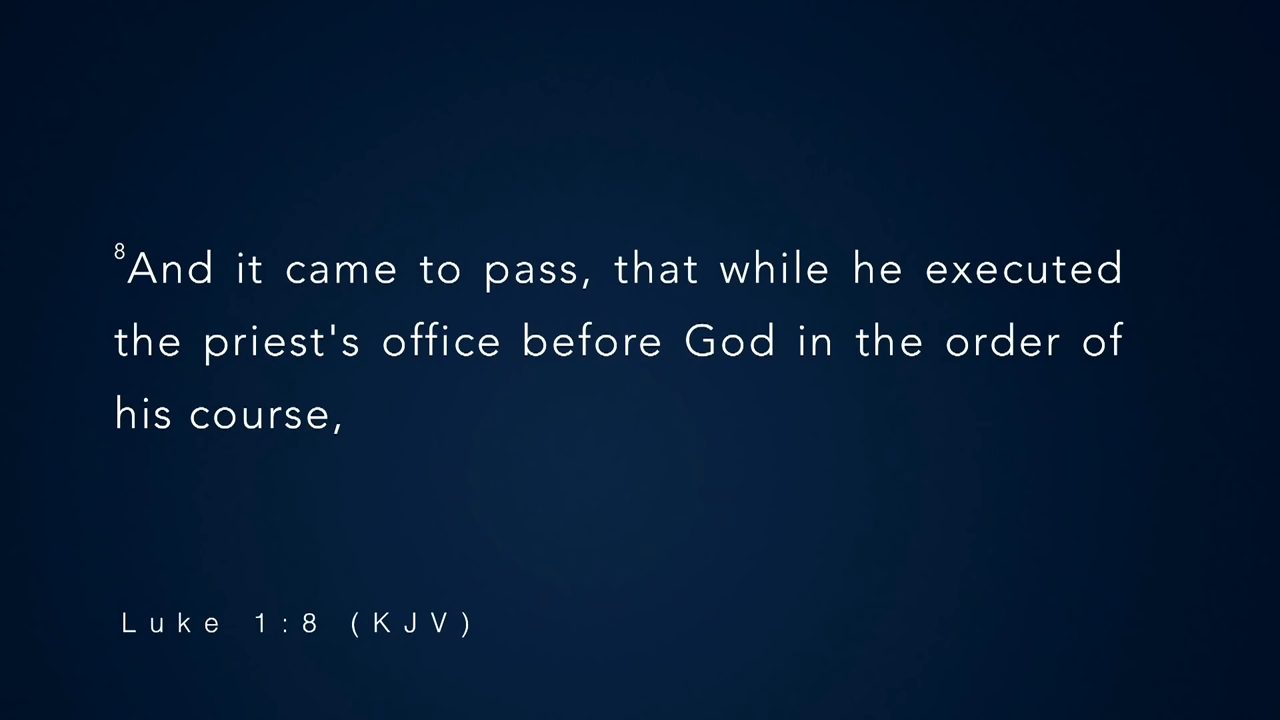 8And it came to pass, that while he executed
the priest's office before God in the order of
his course,
Luke 1:8 (KJV)